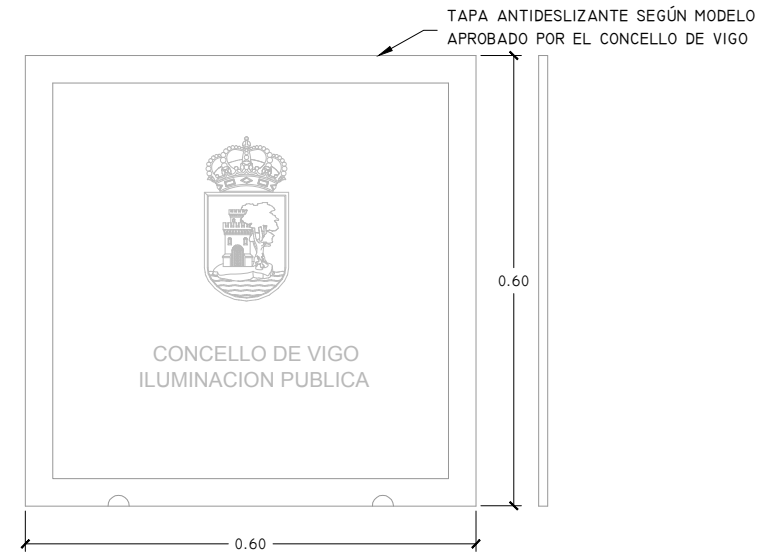 TAPA ANTIDESLIZANTE SEGÚN MODELO
APROBADO POR EL CONCELLO DE VIGO
0.60
CONCELLO DE VIGO
ILUMINACION PUBLICA
0.60